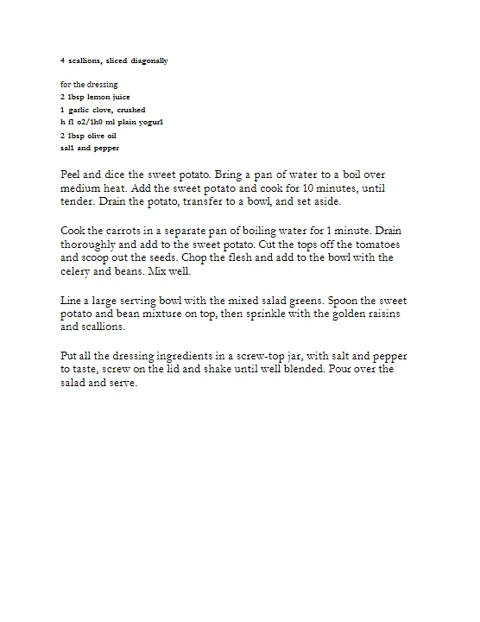 4 scallions, sliced diagonally
for the dressing
2 1bsp lemon juice
1 garlic clove, crushed
h fl o2/1h0 ml plain yogurl
2 1bsp olive oil
sal1 and pepper
Peel and dice the sweet potato. Bring a pan of water to a boil over
medium heat. Add the sweet potato and cook for 10 minutes, until
tender. Drain the potato, transfer to a bowl, and set aside.
Cook the carrots in a separate pan of boiling water for 1 minute. Drain
thoroughly and add to the sweet potato. Cut the tops off the tomatoes
and scoop out the seeds. Chop the flesh and add to the bowl with the
celery and beans. Mix well.
Line a large serving bowl with the mixed salad greens. Spoon the sweet
potato and bean mixture on top, then sprinkle with the golden raisins
and scallions.
Put all the dressing ingredients in a screw-top jar, with salt and pepper
to taste, screw on the lid and shake until well blended. Pour over the
salad and serve.